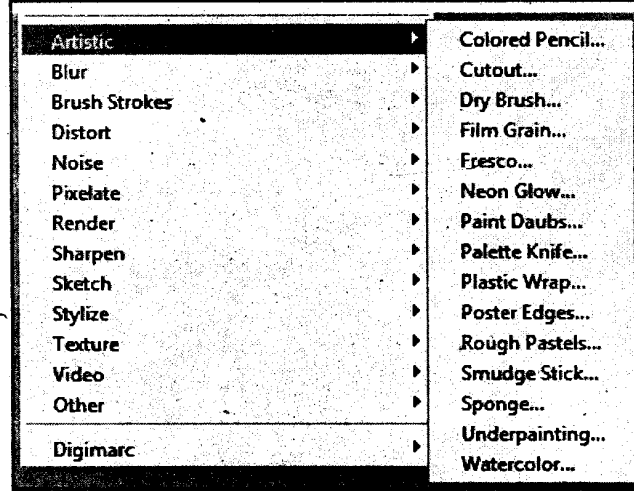 Artistic
Blur
Brush Strokes
Distort
Noise
Pixelate
Render
Sharpen
Sketch
Stylize
Texture
Video
Other
Digimarc
Colored Pencil...
Cutout...
Dry Brush...
Film Grain...
Fresco...
Neon Glow...
Paint Daubs...
Palette Knife...
Plastic Wrap...
Poster Edges...
Rough Pastels...
Smudge Stick...
Sponge...
Underpainting...
Watercolor...